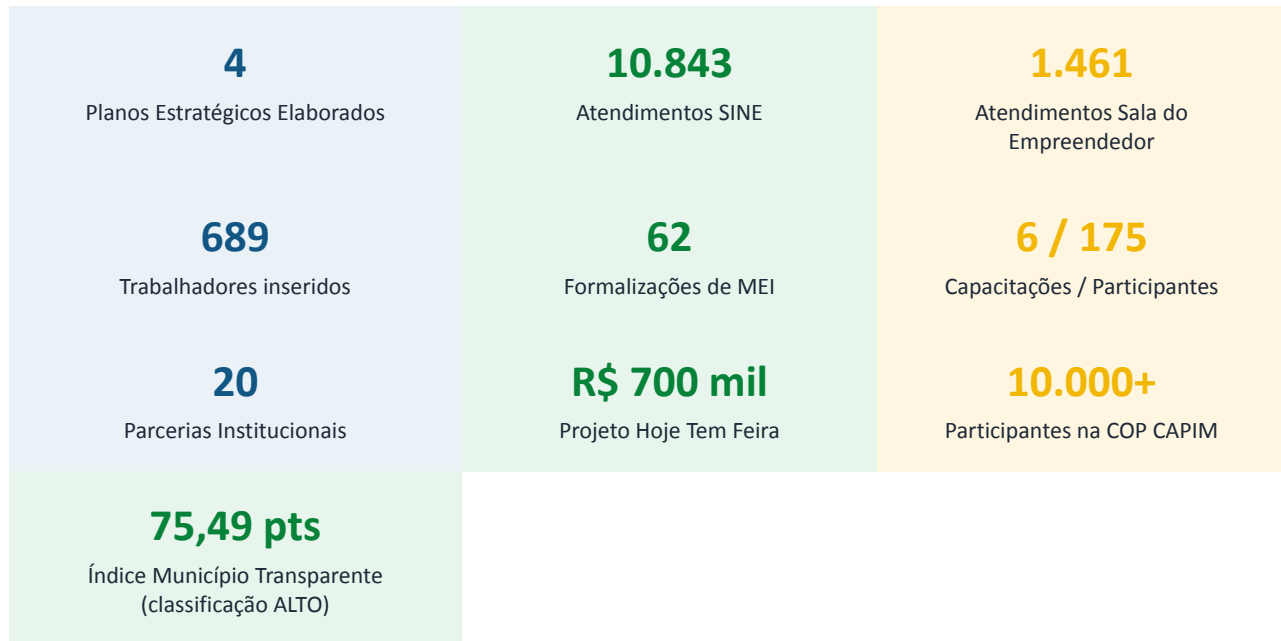 4
Planos Estratégicos Elaborados
10.843
Atendimentos SINE
1.461
Atendimentos Sala do
Empreendedor
689
Trabalhadores inseridos
62
Formalizações de MEI
6 / 175
Capacitações / Participantes
20
Parcerias Institucionais
R$ 700 mil
Projeto Hoje Tem Feira
10.000+
Participantes na COP CAPIM
75,49 pts
Índice Município Transparente
(classificação ALTO)